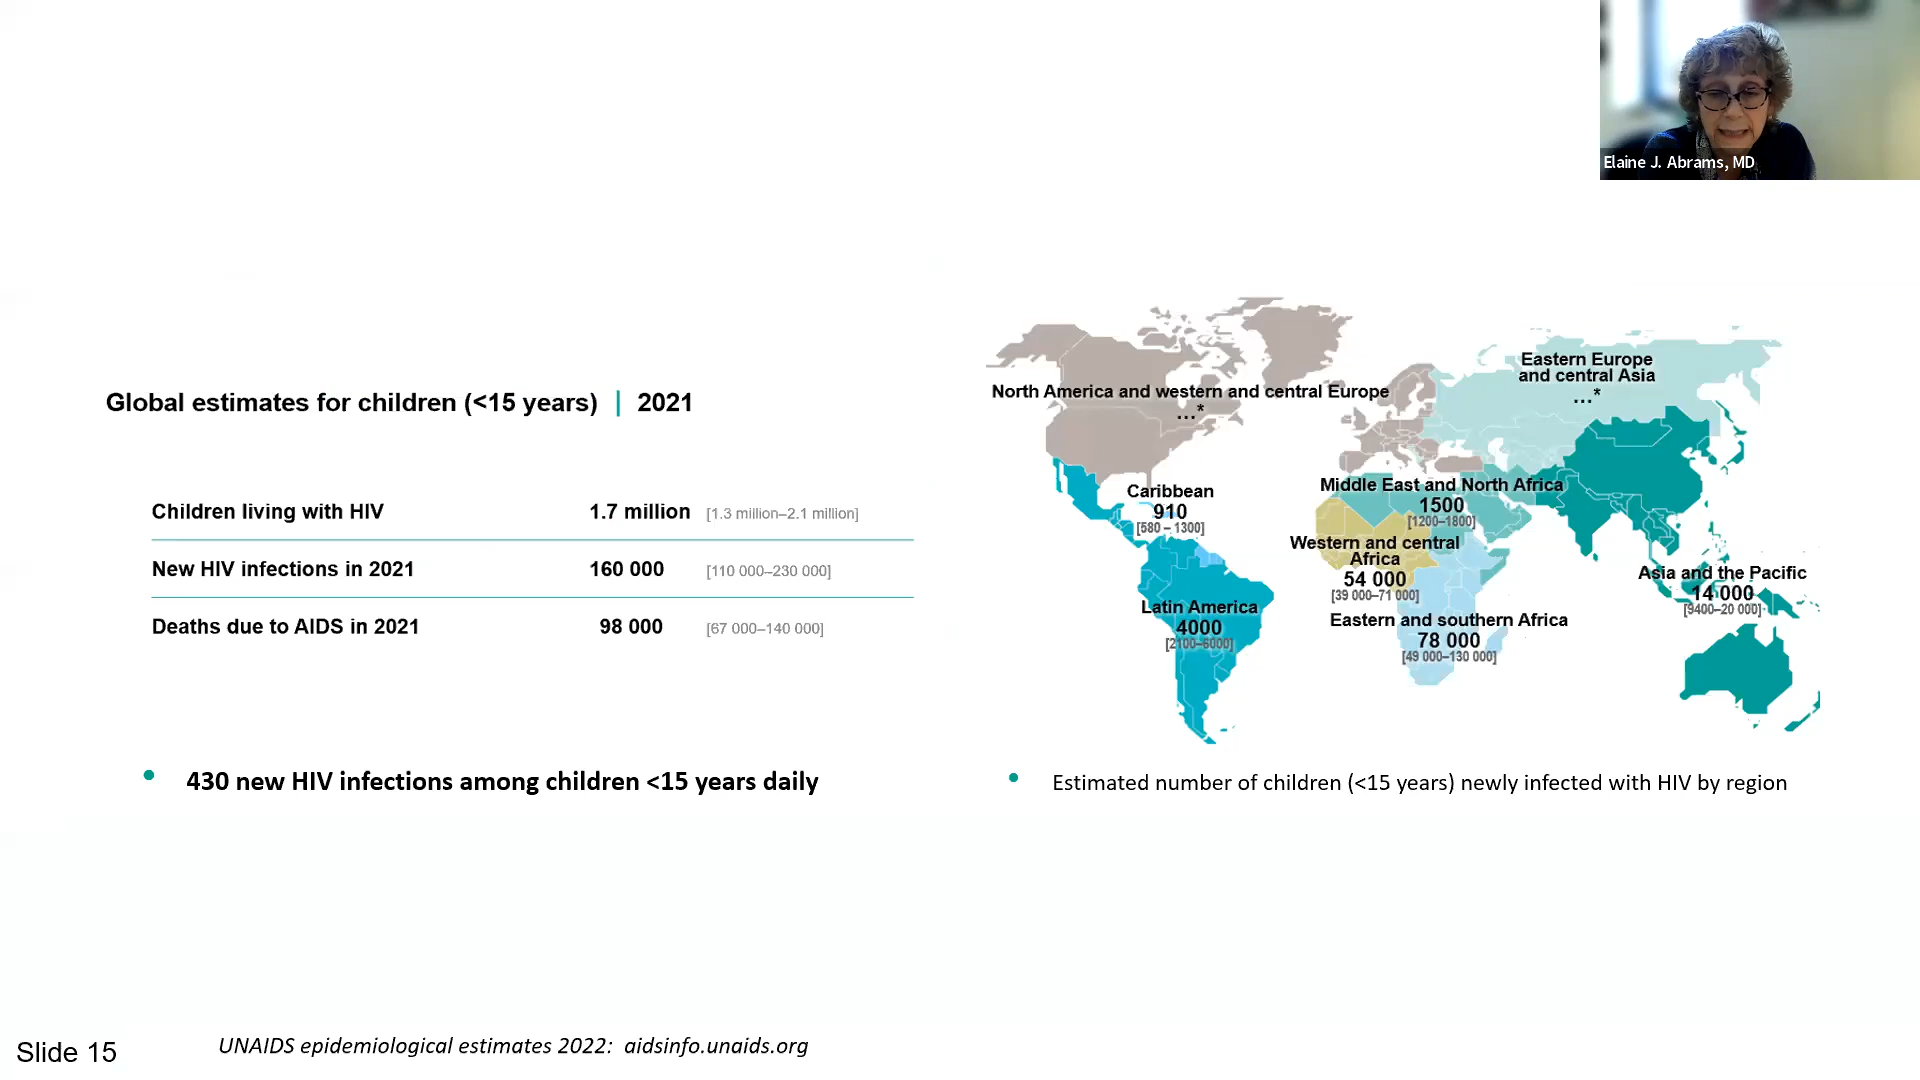 Elaine J. Abrams, MD
Global estimates for children (<15 years) | 2021
Children living with HIV 1.7 million [1.3 million–2.1 million]
New HIV infections in 2021 160 000 [110 000–230 000]
Deaths due to AIDS in 2021 98 000 [67 000–140 000]
• 430 new HIV infections among children <15 years daily
North America and western and central Europe
...*
Eastern Europe
and central Asia
...*
Caribbean
910
[580 – 1300]
Middle East and North Africa
1500
[1200–1800]
Western and central
Africa
54 000
[39 000–71 000]
Asia and the Pacific
14 000
[9400–20 000]
Latin America
4000
[2100–6000]
Eastern and southern Africa
78 000
[49 000–130 000]
• Estimated number of children (<15 years) newly infected with HIV by region
Slide 15
UNAIDS epidemiological estimates 2022: aidsinfo.unaids.org